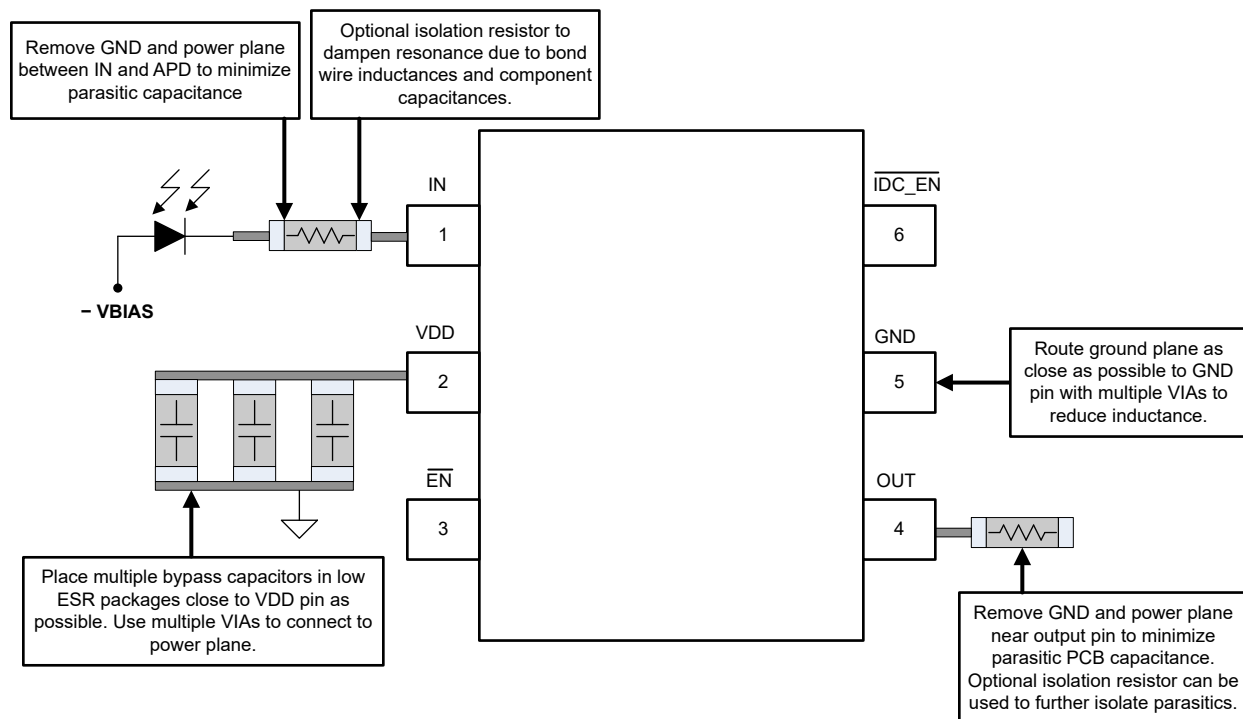 Remove GND and power plane
between IN and APD to minimize
parasitic capacitance
Optional isolation resistor to
dampen resonance due to bond
wire inductances and component
capacitances.
IN
1
IDC_EN
6
– VBIAS
VDD
2
GND
5
Route ground plane as
close as possible to GND
pin with multiple VIAs to
reduce inductance.
EN
3
OUT
4
Place multiple bypass capacitors in low
ESR packages close to VDD pin as
possible. Use multiple VIAs to connect to
power plane.
Remove GND and power plane
near output pin to minimize
parasitic PCB capacitance.
Optional isolation resistor can be
used to further isolate parasitics.